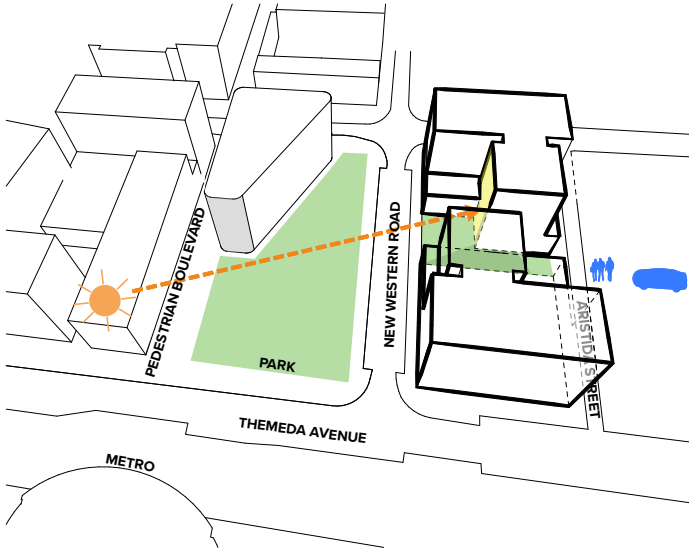 PEDESTRIAN BOULEVARD
NEW WESTERN ROAD
ARISTIDA STREET
PARK
THEMEDA AVENUE
METRO